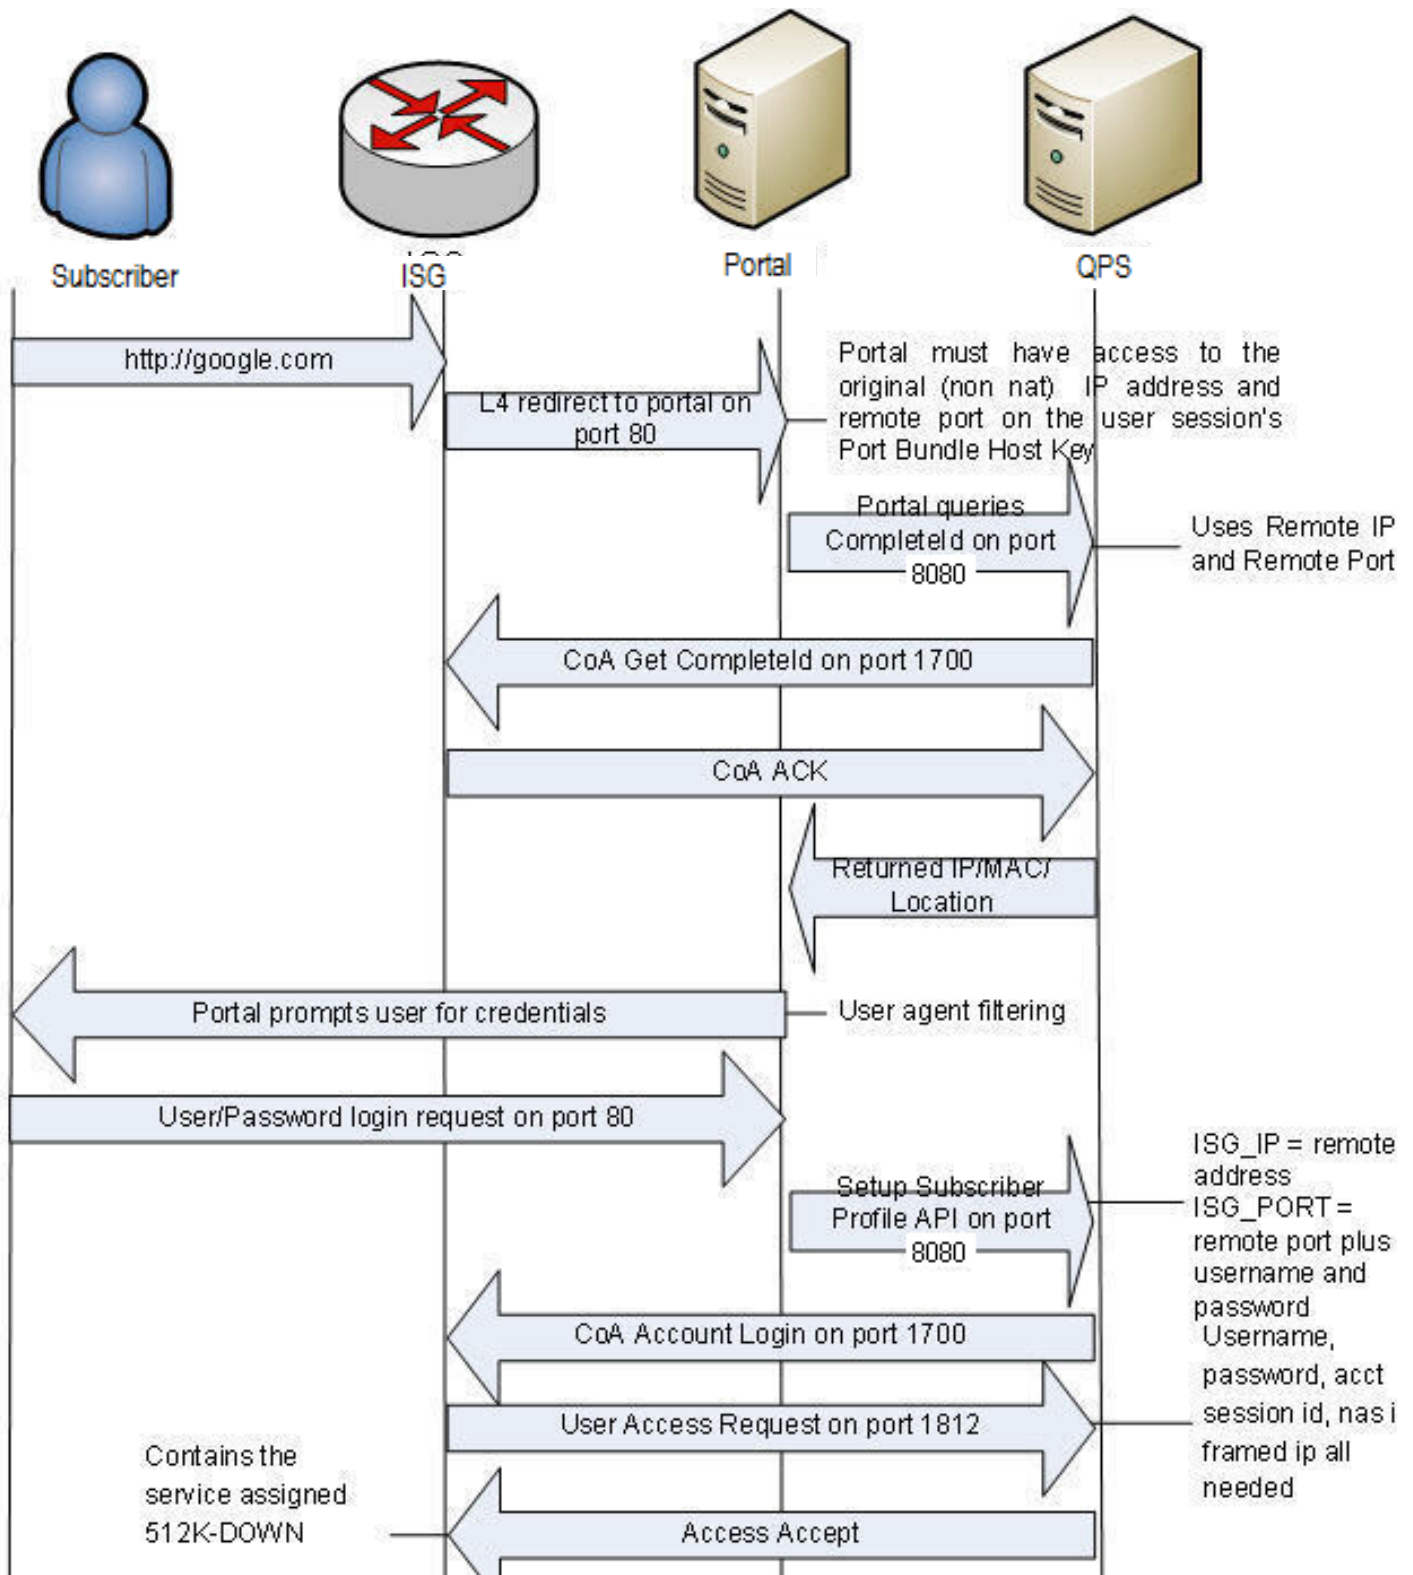 Subscriber
ISG
Portal
QPS
http://google.com
L4 redirect to portal on
port 80
Portal must have access to the
original (non nat) IP address and
remote port on the user session's
Port Bundle Host Key
Portal queries
CompleteId on port
8080
Uses Remote IP
and Remote Port
CoA Get CompleteId on port 1700
CoA ACK
Returned IP/MAC/
Location
Portal prompts user for credentials
User agent filtering
User/Password login request on port 80
Setup Subscriber
Profile API on port
8080
ISG_IP = remote
address
ISG_PORT =
remote port plus
username and
password
CoA Account Login on port 1700
Username,
password, acct
session id, nas i
framed ip all
needed
User Access Request on port 1812
Contains the
service assigned
512K-DOWN
Access Accept